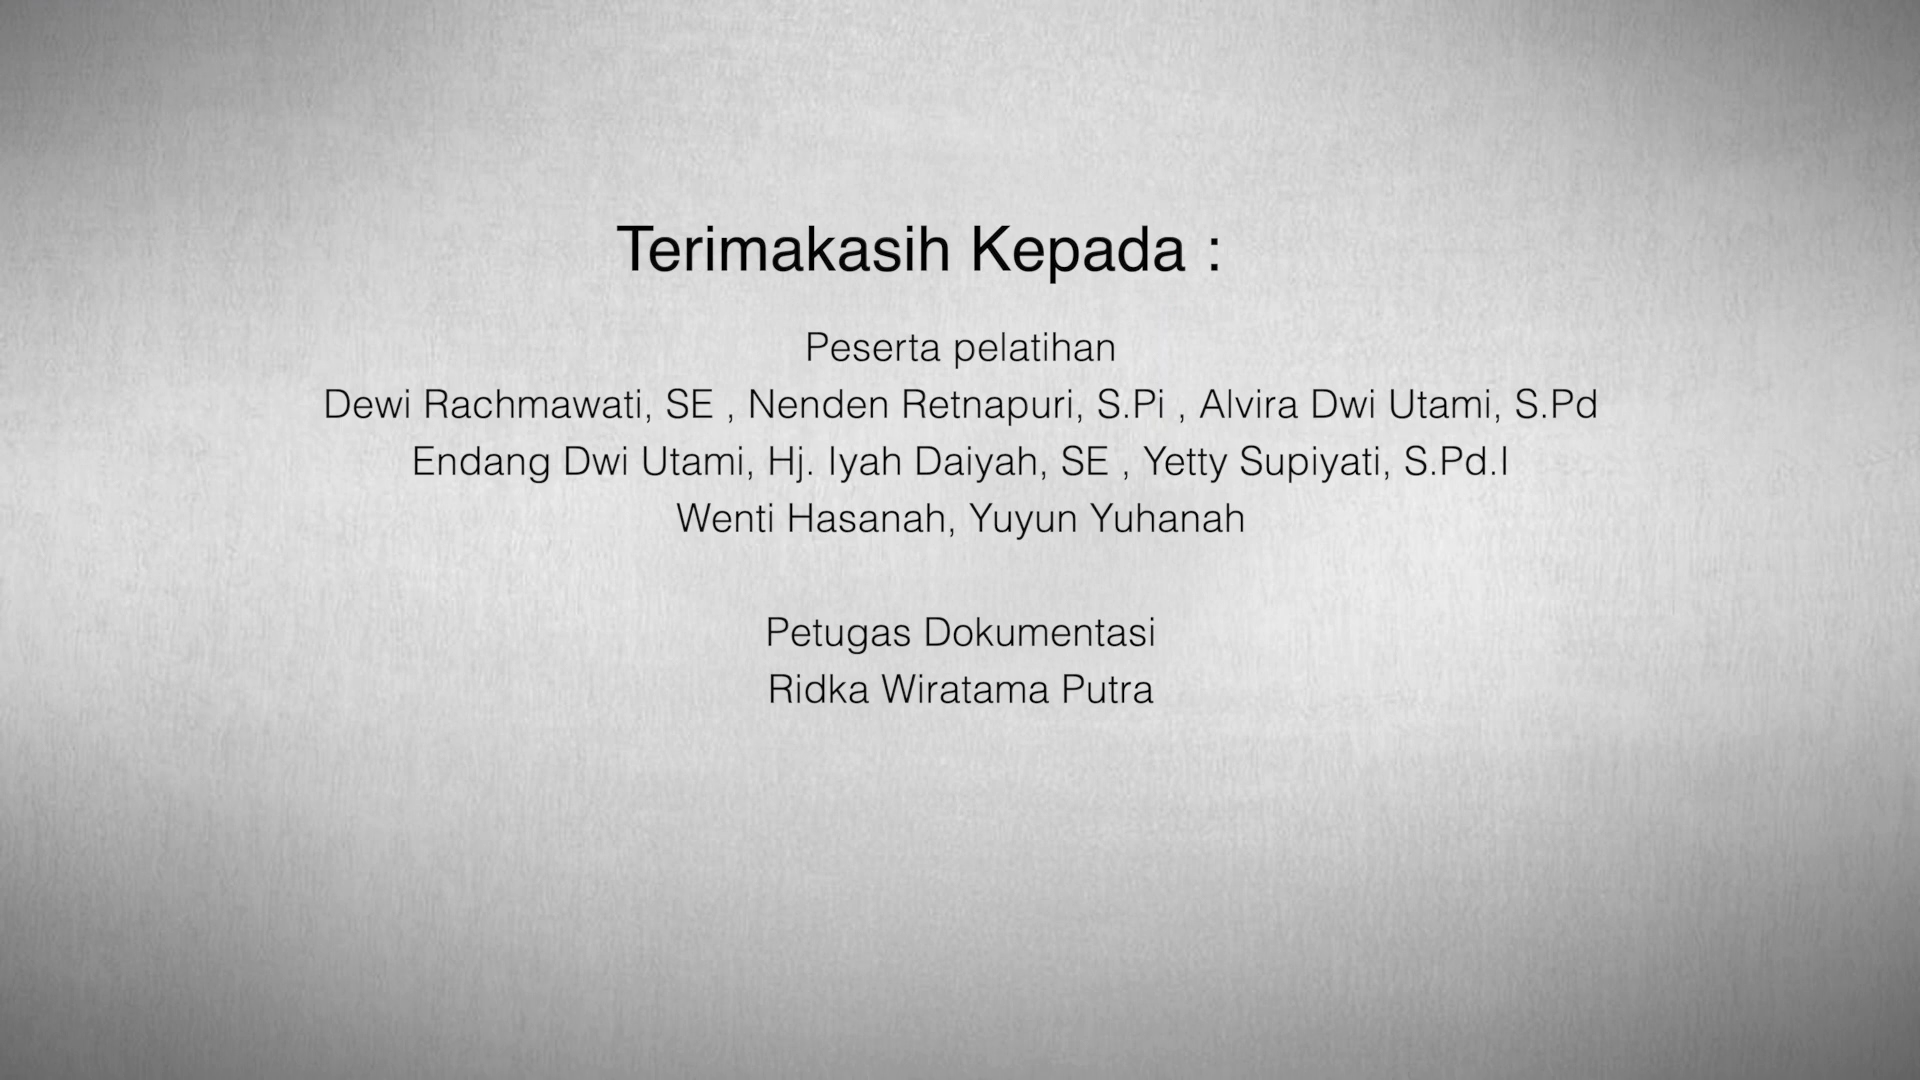 Terimakasih Kepada :
Peserta pelatihan
Dewi Rachmawati, SE , Nenden Retnapuri, S.Pi , Alvira Dwi Utami, S.Pd
Endang Dwi Utami, Hj. Iyah Daiyah, SE , Yetty Supiyati, S.Pd.I
Wenti Hasanah, Yuyun Yuhanah
Petugas Dokumentasi
Ridka Wiratama Putra